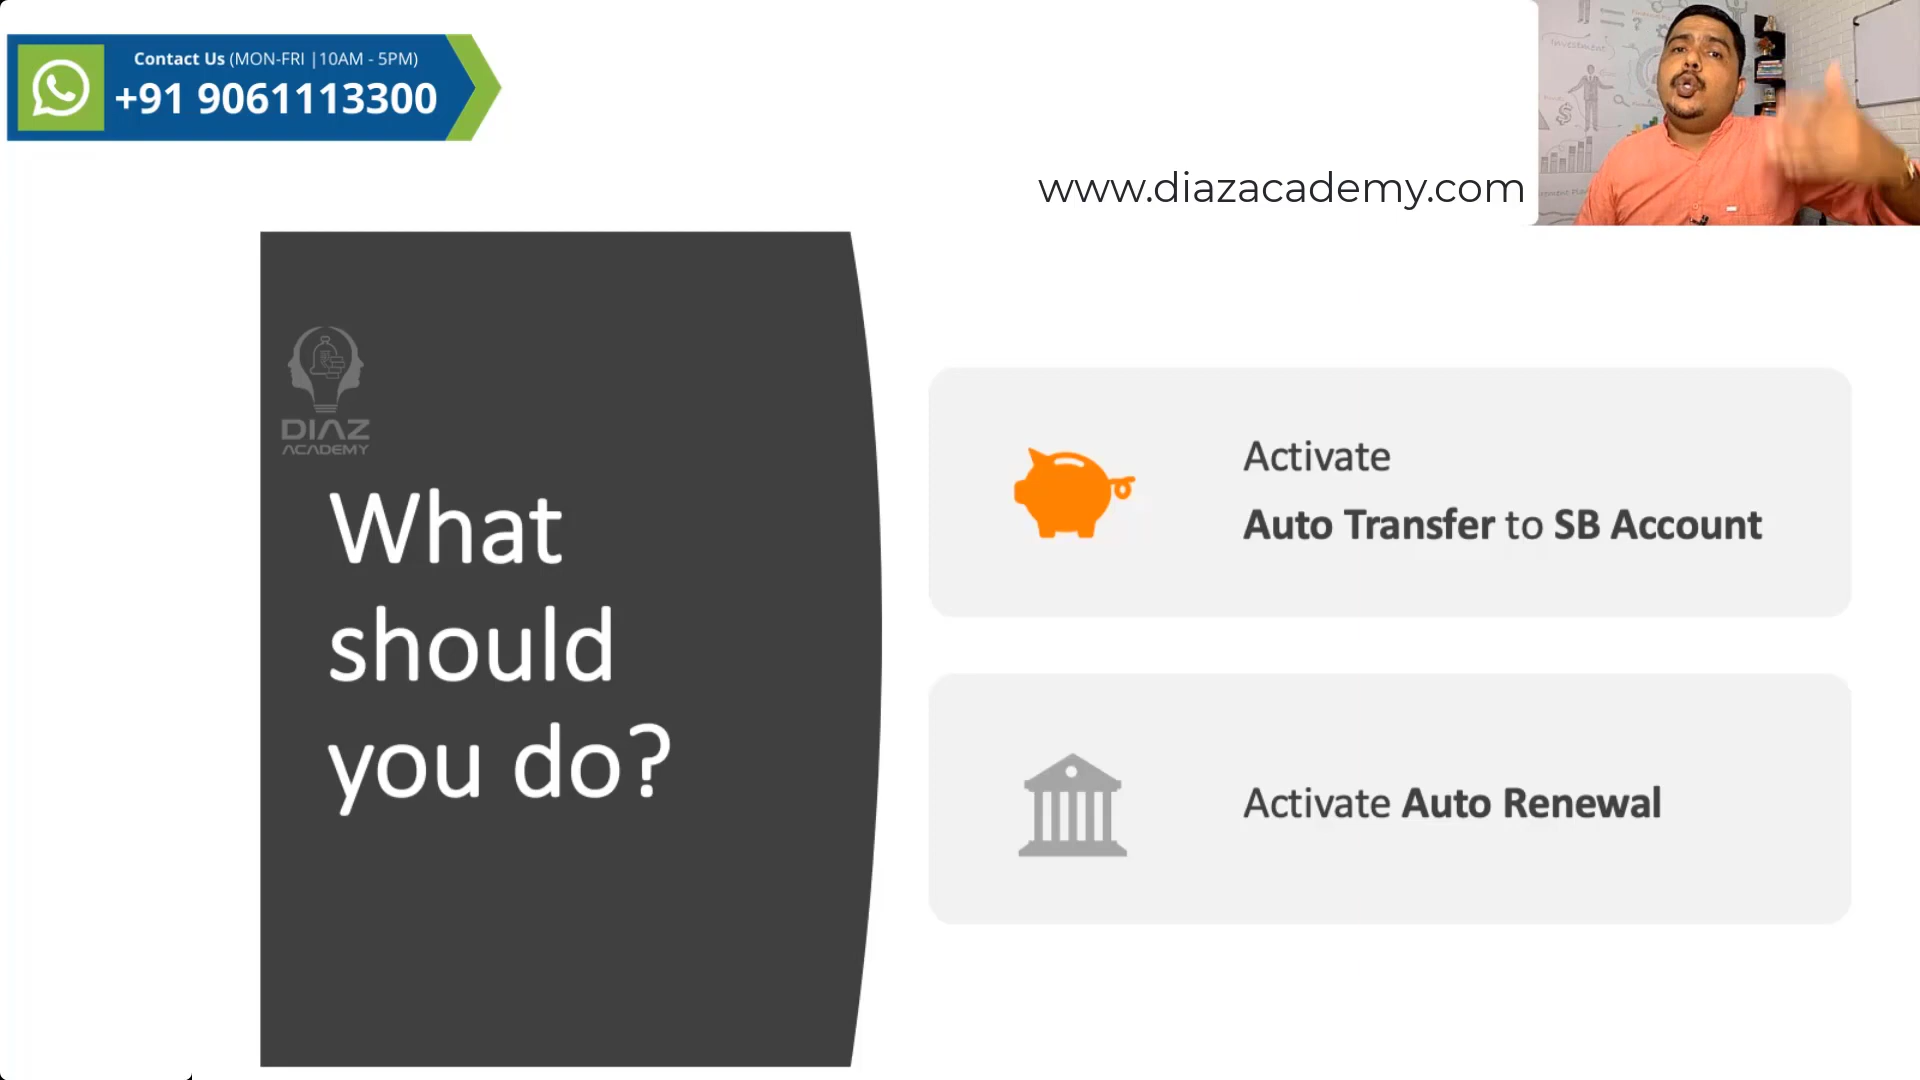 Contact Us (MON-FRI |10AM - 5PM)
+91 9061113300
www.diazacademy.com
DIAZ
ACADEMY
What
should
you do?
Activate
Auto Transfer to SB Account
Activate Auto Renewal
Investment